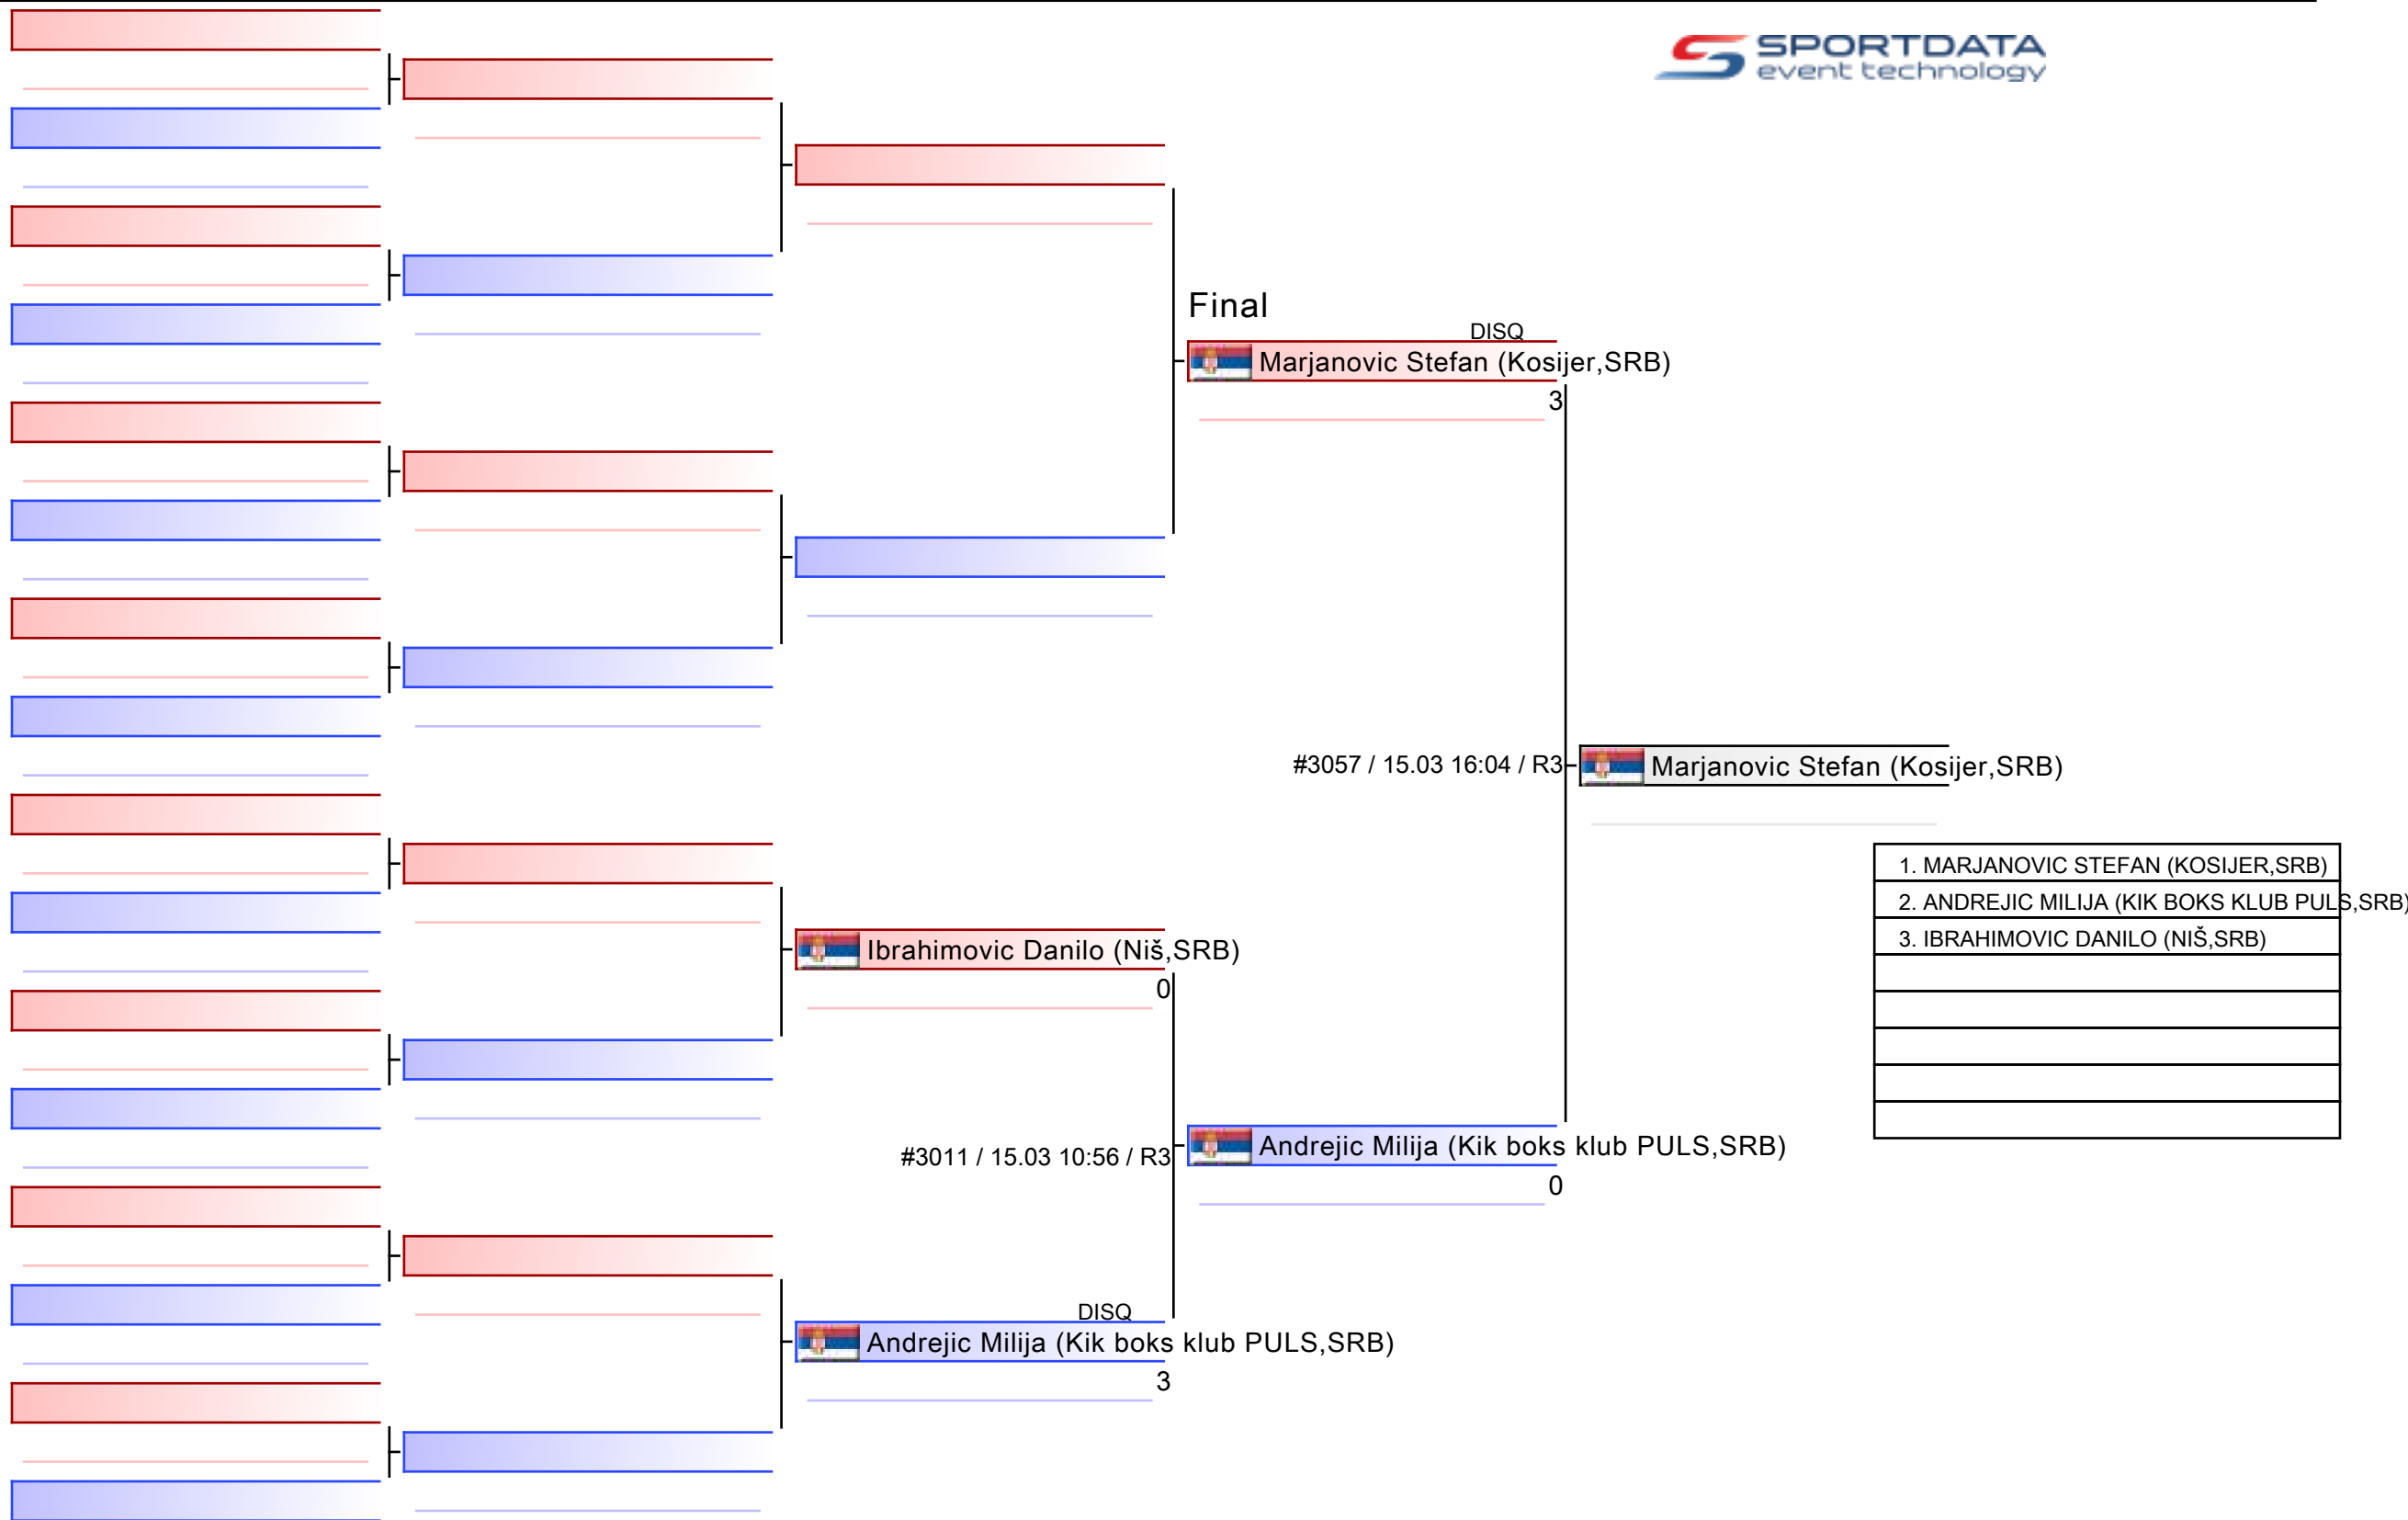 SPORTDATA
event technology
Final
DISQ
Marjanovic Stefan (Kosijer,SRB)
3
#3057 / 15.03 16:04 / R3
Marjanovic Stefan (Kosijer,SRB)
1. MARJANOVIC STEFAN (KOSIJER,SRB)
2. ANDREJIC MILIJA (KIK BOKS KLUB PULS,SRB)
3. IBRAHIMOVIC DANILO (NIŠ,SRB)
Ibrahimovic Danilo (Niš,SRB)
0
#3011 / 15.03 10:56 / R3
Andrejic Milija (Kik boks klub PULS,SRB)
0
DISQ
Andrejic Milija (Kik boks klub PULS,SRB)
3